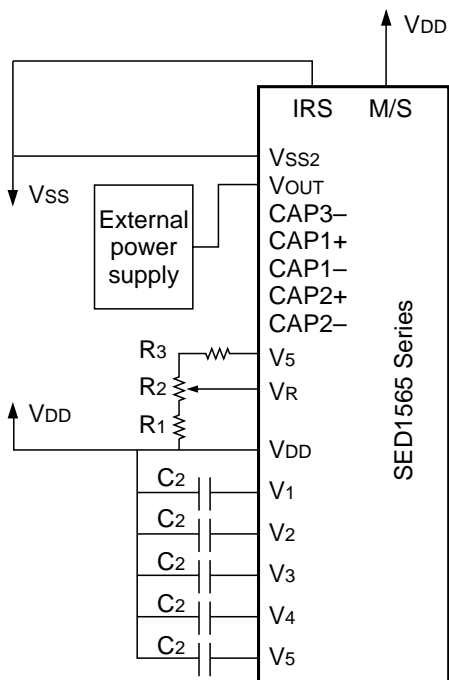 VDD
IRS M/S
VSS2
VSS
VOUT
External
power
supply
CAP3–
CAP1+
CAP1–
CAP2+
CAP2–
R3
V5
R2
VR
VDD
R1
VDD
C2
V1
C2
V2
C2
V3
C2
V4
C2
V5
SED1565 Series